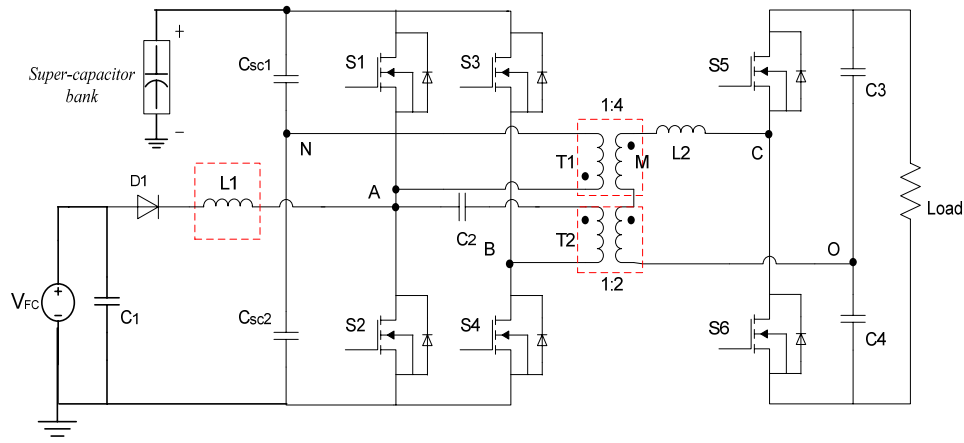 +
Super-capacitor
bank
−
Csc1
S1
S3
S5
C3
1:4
N
T1
M
L2
C
D1
L1
A
C2
B
T2
1:2
O
Load
VFC
+
−
C1
Csc2
S2
S4
S6
C4